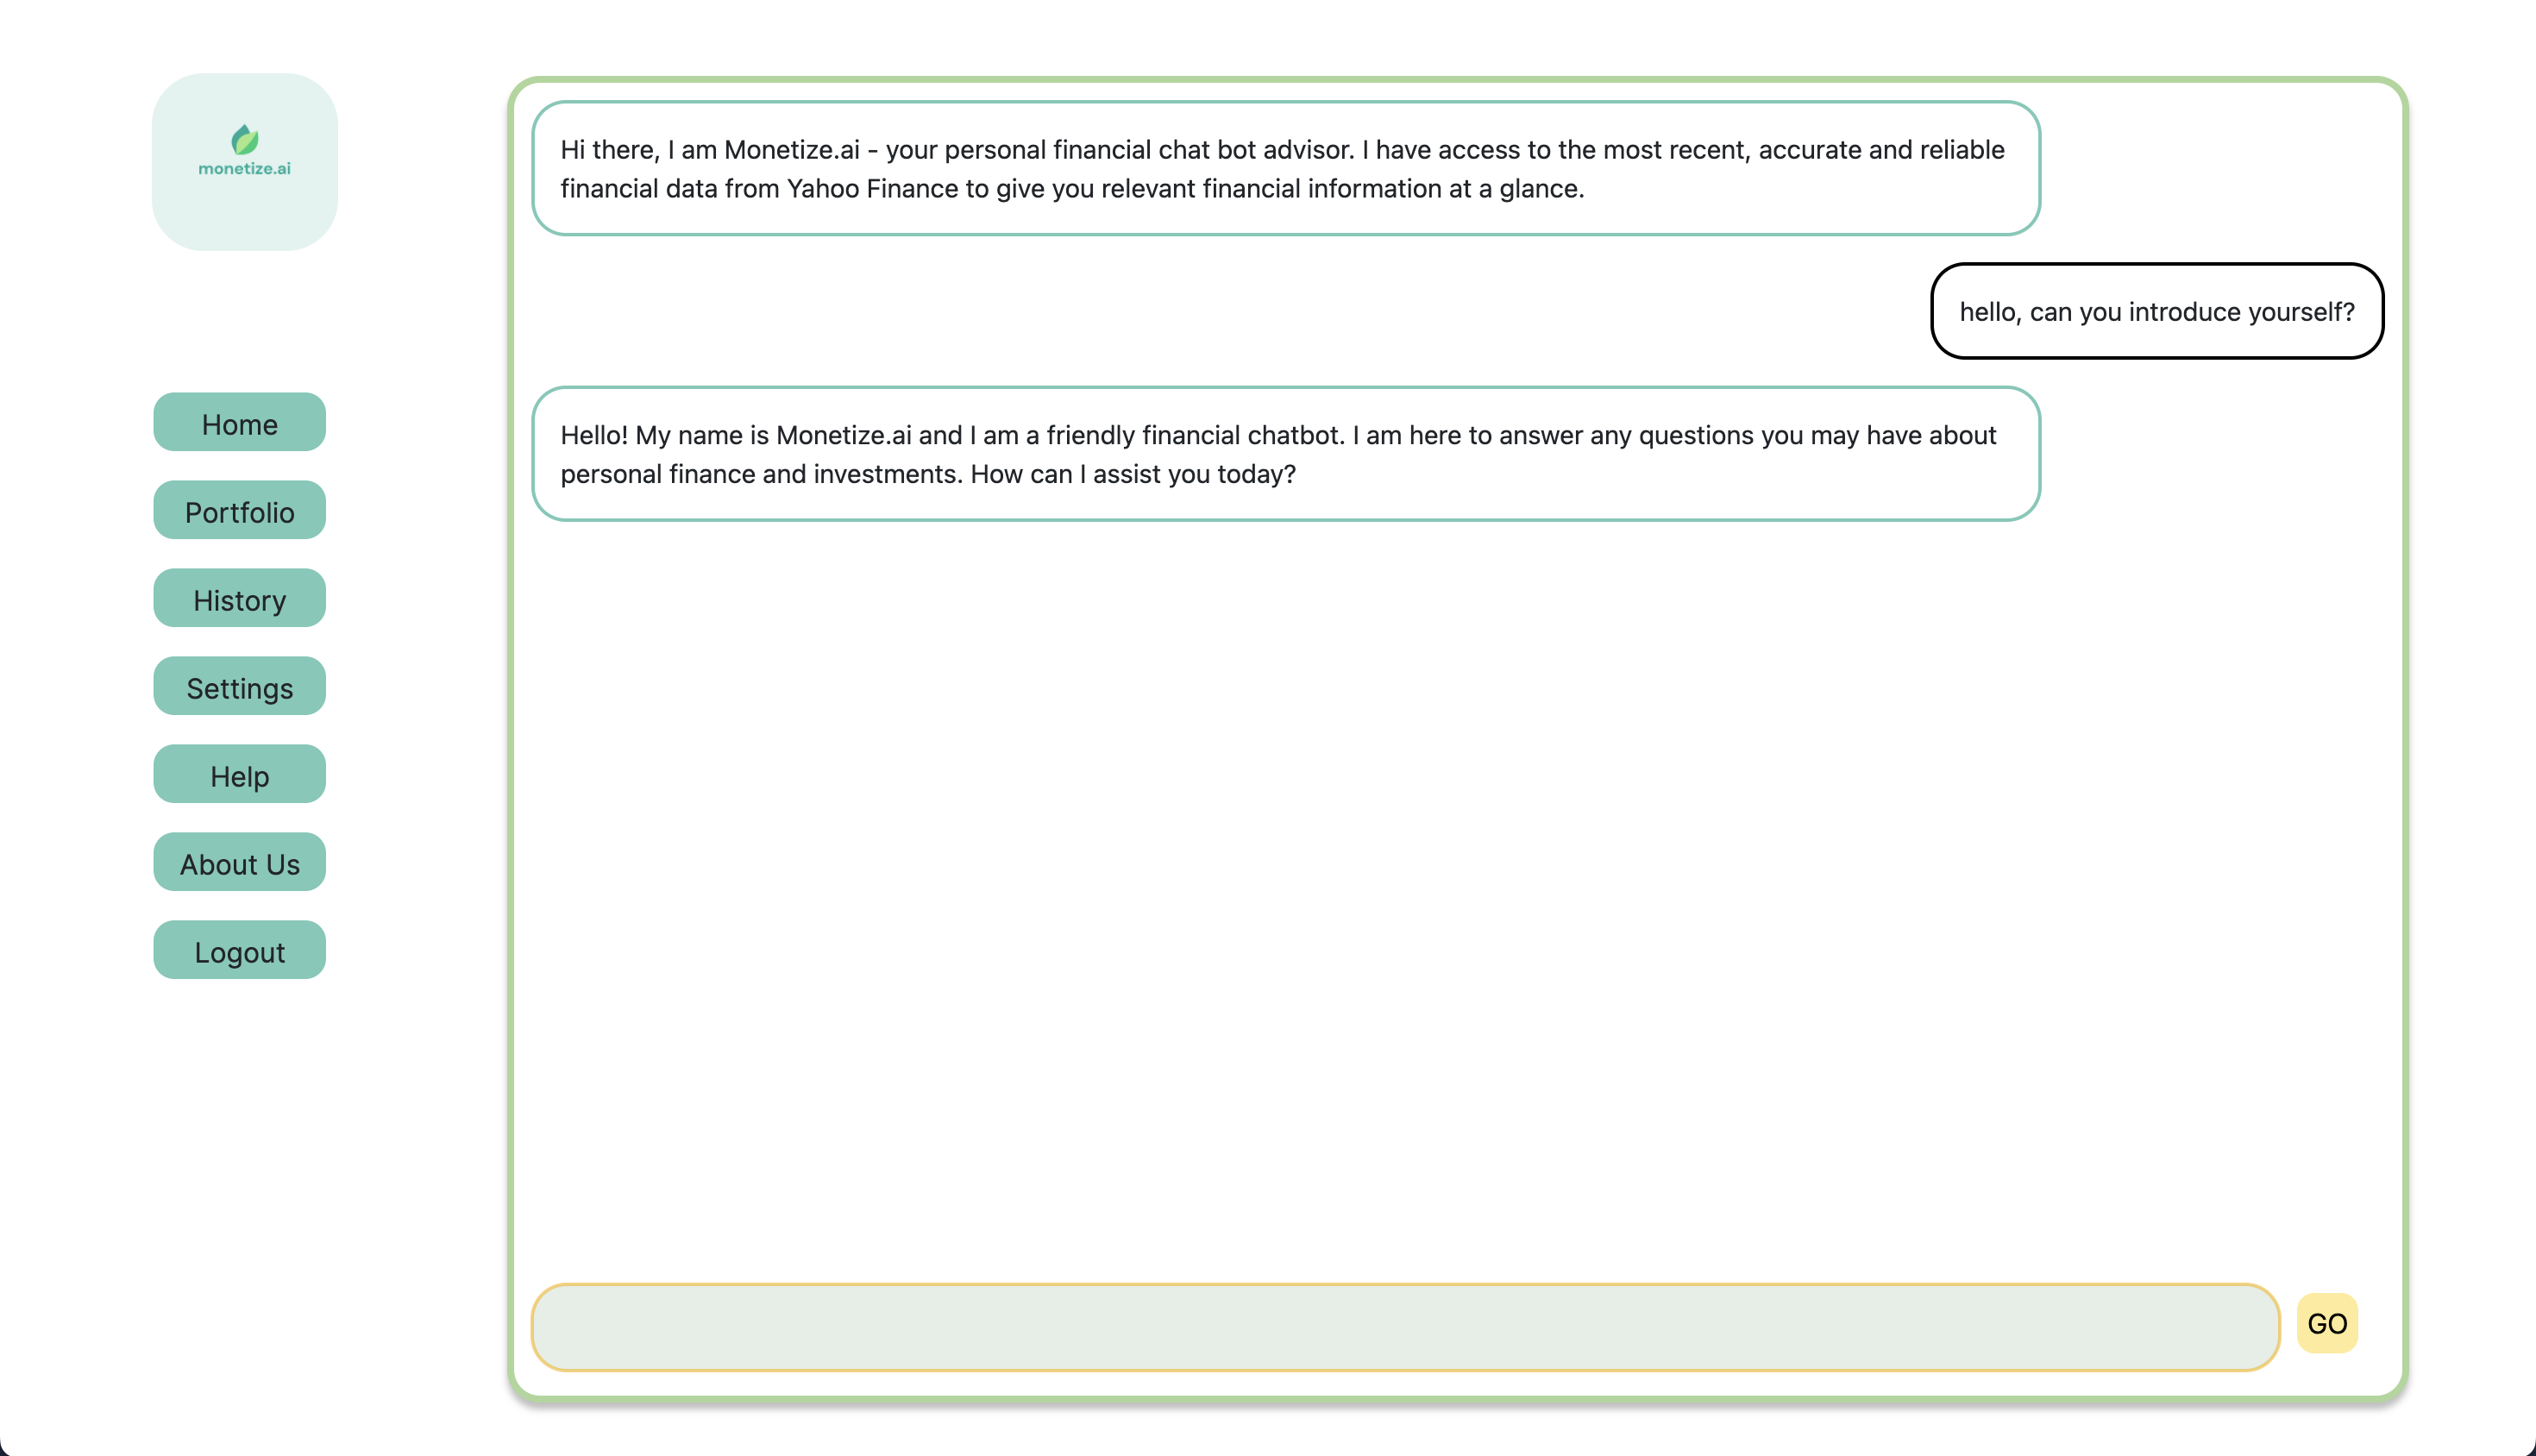 monetize.ai
Home
Portfolio
History
Settings
Help
About Us
Logout
Hi there, I am Monetize.ai - your personal financial chat bot advisor. I have access to the most recent, accurate and reliable
financial data from Yahoo Finance to give you relevant financial information at a glance.
hello, can you introduce yourself?
Hello! My name is Monetize.ai and I am a friendly financial chatbot. I am here to answer any questions you may have about
personal finance and investments. How can I assist you today?
GO